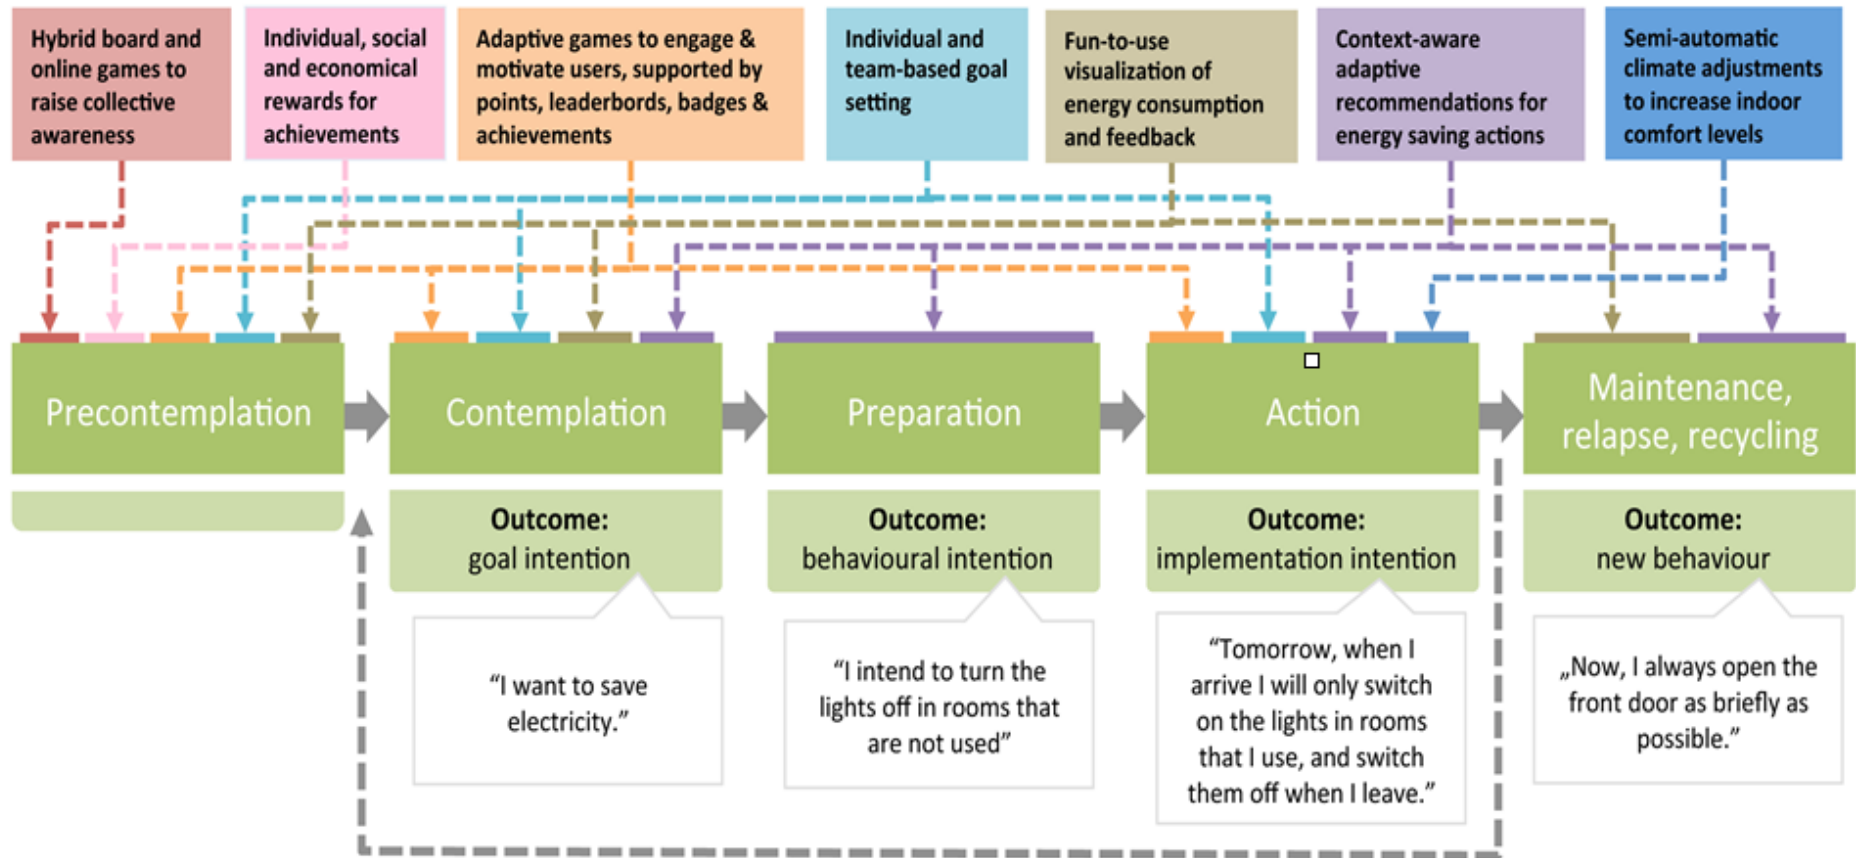 Hybrid board and
online games to
raise collective
awareness
Individual, social
and economical
rewards for
achievements
Adaptive games to engage &
motivate users, supported by
points, leaderbords, badges &
achievements
Individual and
team-based goal
setting
Fun-to-use
visualization of
energy consumption
and feedback
Context-aware
adaptive
recommendations for
energy saving actions
Semi-automatic
climate adjustments
to increase indoor
comfort levels
Precontemplation
Contemplation
Preparation
Action
Maintenance,
relapse, recycling
Outcome:
goal intention
Outcome:
behavioural intention
Outcome:
implementation intention
Outcome:
new behaviour
“I want to save
electricity.”
“I intend to turn the
lights off in rooms that
are not used”
“Tomorrow, when I
arrive I will only switch
on the lights in rooms
that I use, and switch
them off when I leave.”
„Now, I always open the
front door as briefly as
possible.”